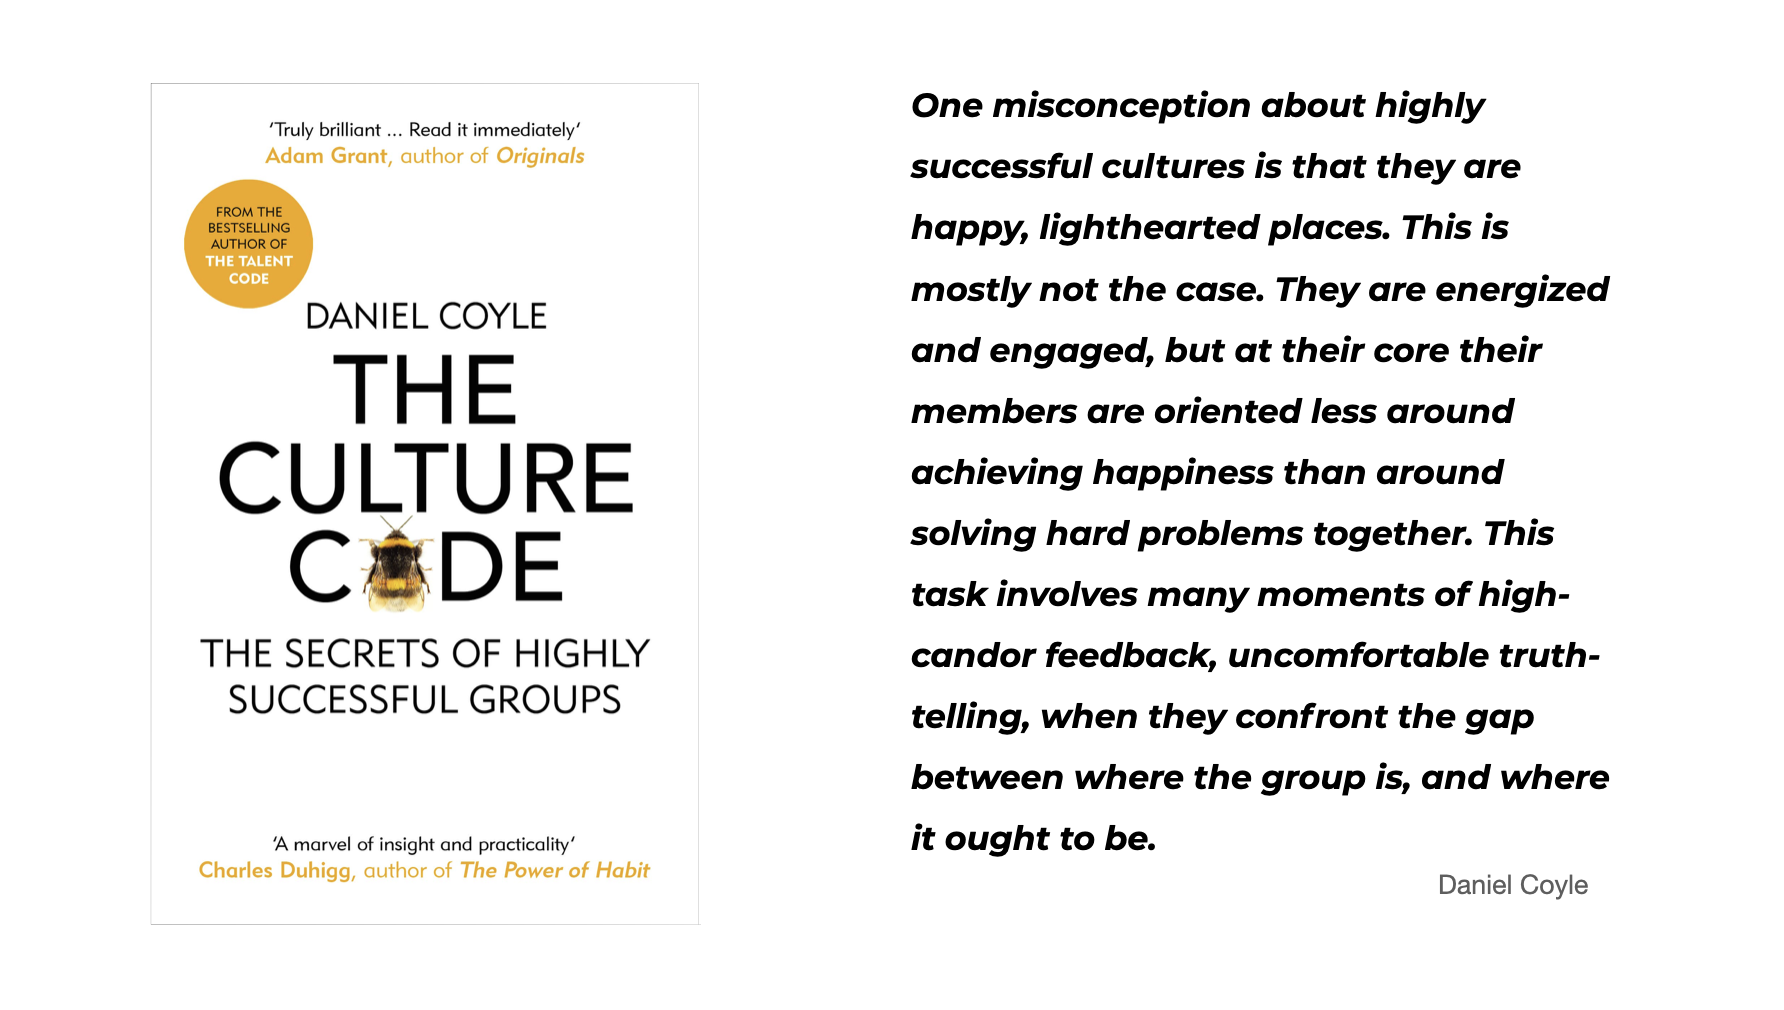 ‘Truly brilliant ... Read it immediately‘
Adam Grant, author of Originals
FROM THE
BESTSELLING
AUTHOR OF
THE TALENT
CODE
DANIEL COYLE
THE
CULTURE
CODE
THE SECRETS OF HIGHLY
SUCCESSFUL GROUPS
‘A marvel of insight and practicality‘
Charles Duhigg, author of The Power of Habit
One misconception about highly
successful cultures is that they are
happy, lighthearted places. This is
mostly not the case. They are energized
and engaged, but at their core their
members are oriented less around
achieving happiness than around
solving hard problems together. This
task involves many moments of high-
candor feedback, uncomfortable truth-
telling, when they confront the gap
between where the group is, and where
it ought to be.
Daniel Coyle